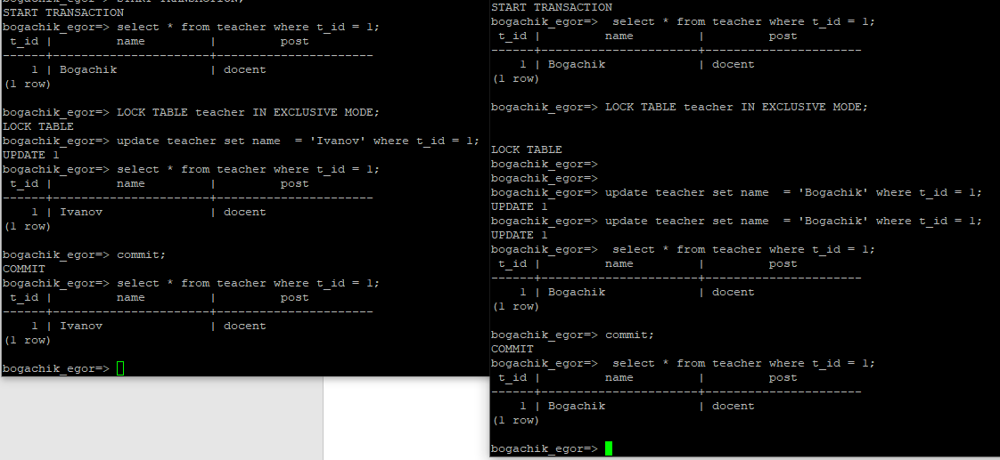 START TRANSACTION
bogachik_egor=> select * from teacher where t_id = 1;
 t_id |         name         |         post
------+----------------------+----------------------
    1 | Bogachik             | docent
(1 row)
bogachik_egor=> LOCK TABLE teacher IN EXCLUSIVE MODE;
LOCK TABLE
bogachik_egor=> update teacher set name  = 'Ivanov' where t_id = 1;
UPDATE 1
bogachik_egor=> select * from teacher where t_id = 1;
 t_id |         name         |         post
------+----------------------+----------------------
    1 | Ivanov               | docent
(1 row)
bogachik_egor=> commit;
COMMIT
bogachik_egor=> select * from teacher where t_id = 1;
 t_id |         name         |         post
------+----------------------+----------------------
    1 | Ivanov               | docent
(1 row)
bogachik_egor=>
START TRANSACTION
bogachik_egor=>  select * from teacher where t_id = 1;
 t_id |         name         |         post
------+----------------------+----------------------
    1 | Bogachik             | docent
(1 row)
bogachik_egor=> LOCK TABLE teacher IN EXCLUSIVE MODE;
LOCK TABLE
bogachik_egor=>
bogachik_egor=>
bogachik_egor=> update teacher set name  = 'Bogachik' where t_id = 1;
UPDATE 1
bogachik_egor=> update teacher set name  = 'Bogachik' where t_id = 1;
UPDATE 1
bogachik_egor=>  select * from teacher where t_id = 1;
 t_id |         name         |         post
------+----------------------+----------------------
    1 | Bogachik             | docent
(1 row)
bogachik_egor=> commit;
COMMIT
bogachik_egor=>  select * from teacher where t_id = 1;
 t_id |         name         |         post
------+----------------------+----------------------
    1 | Bogachik             | docent
(1 row)
bogachik_egor=>